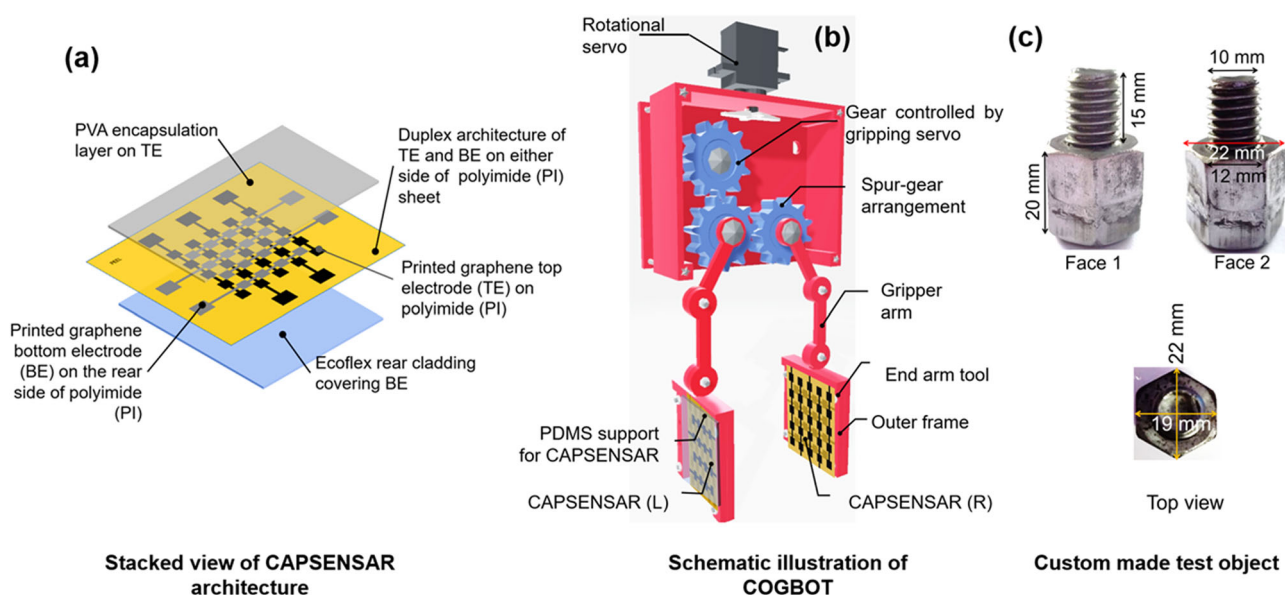 (a)
PVA encapsulation
layer on TE
Duplex architecture of
TE and BE on either
side of polyimide (PI)
sheet
Printed graphene top
electrode (TE) on
polyimide (PI)
Printed graphene
bottom electrode
(BE) on the rear
side of polyimide
(PI)
Ecoflex rear cladding
covering BE
Stacked view of CAPSENSAR
architecture
(b)
Rotational
servo
Gear controlled by
gripping servo
Spur-gear
arrangement
Gripper
arm
End arm tool
Outer frame
PDMS support
for CAPSENSAR
CAPSENSAR (L)
CAPSENSAR (R)
Schematic illustration of
COGBOT
(c)
10 mm
15 mm
20 mm
22 mm
12 mm
Face 1
Face 2
22 mm
19 mm
Top view
Custom made test object